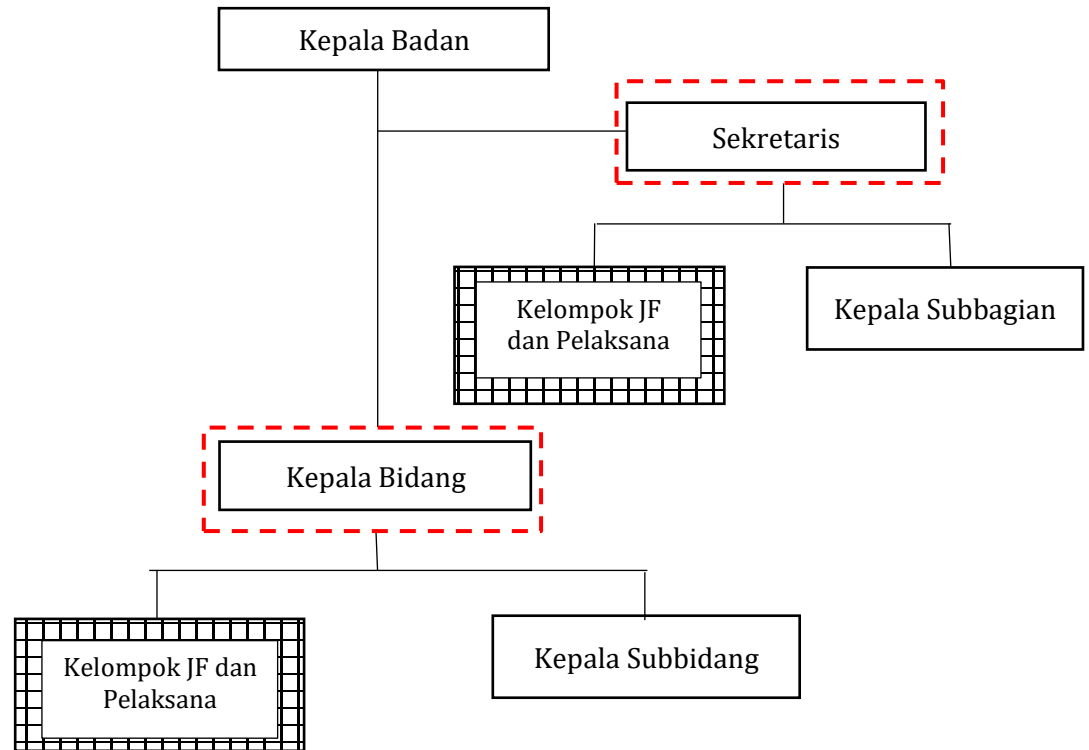 Kepala Badan
Sekretaris
Kelompok JF
dan Pelaksana
Kepala Subbagian
Kepala Bidang
Kelompok JF dan
Pelaksana
Kepala Subbidang